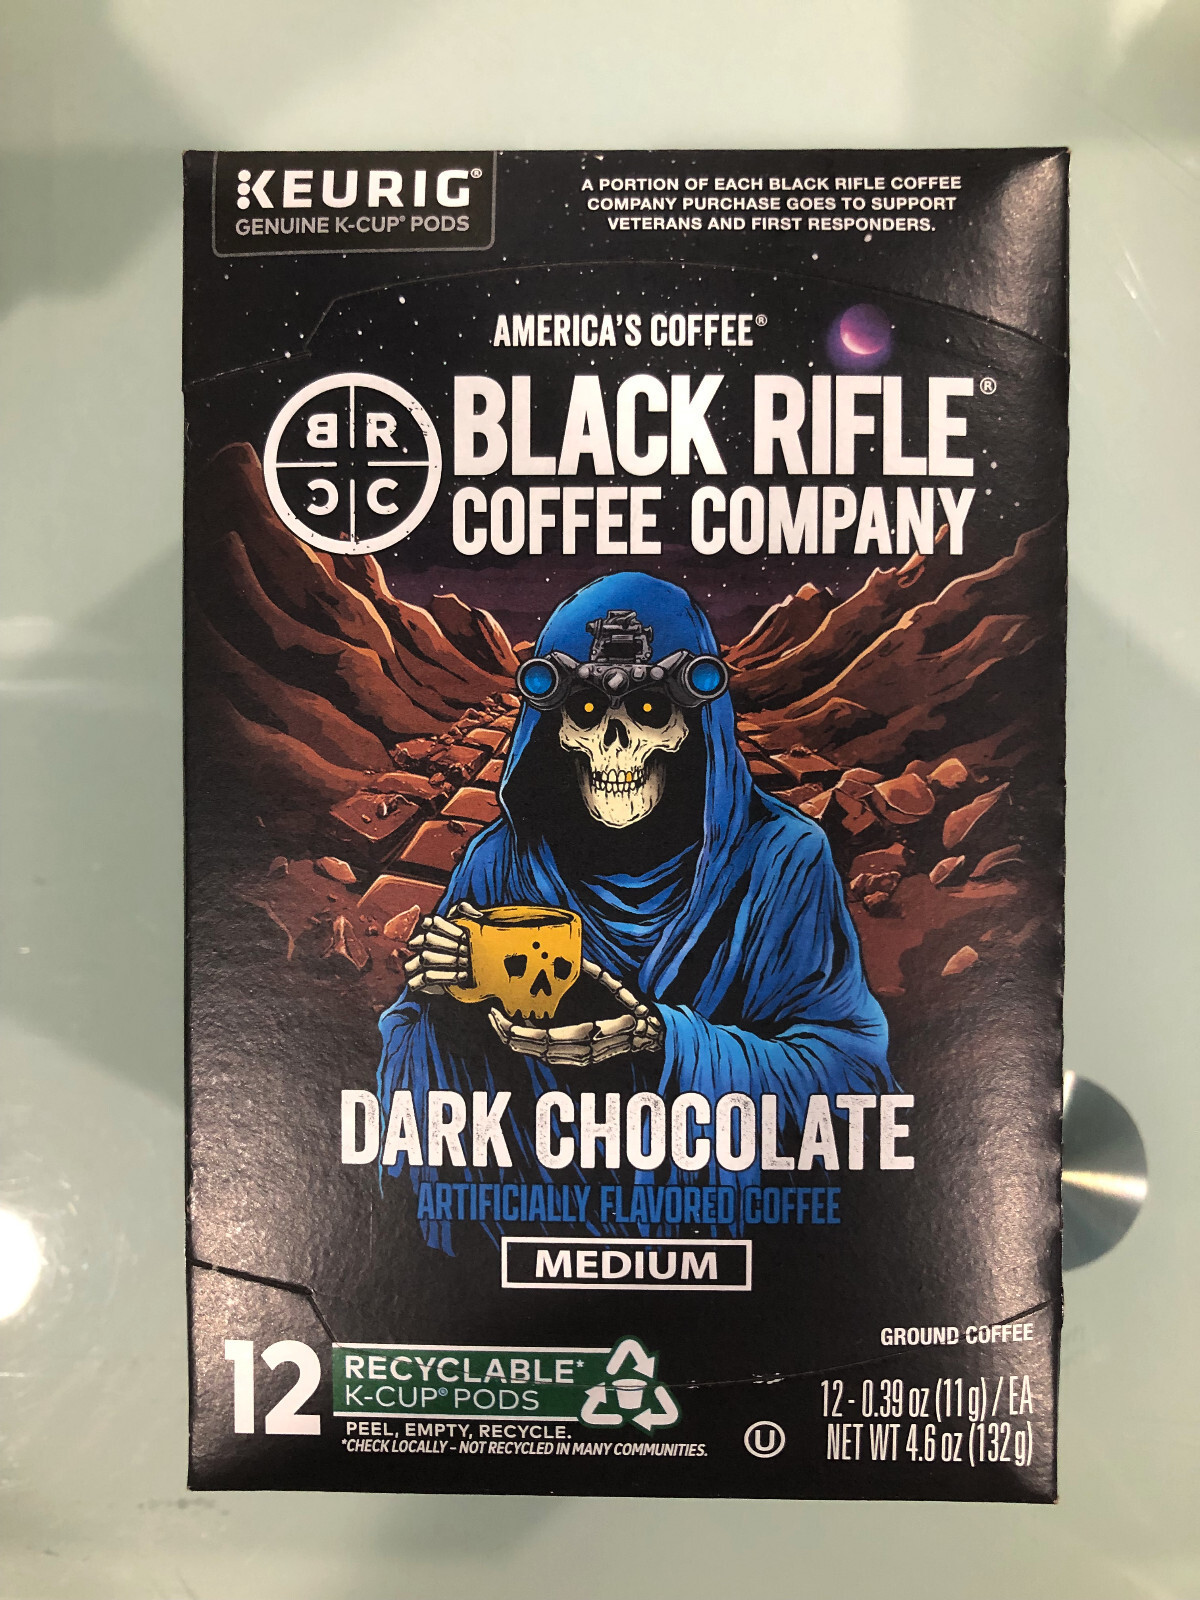 KEURIG®
GENUINE K-CUP® PODS
A PORTION OF EACH BLACK RIFLE COFFEE
COMPANY PURCHASE GOES TO SUPPORT
VETERANS AND FIRST RESPONDERS.
AMERICA'S COFFEE®
B R
C C
BLACK RIFLE®
COFFEE COMPANY
DARK CHOCOLATE
ARTIFICIALLY FLAVORED COFFEE
MEDIUM
12
RECYCLABLE*
K-CUP® PODS
PEEL, EMPTY, RECYCLE.
*CHECK LOCALLY – NOT RECYCLED IN MANY COMMUNITIES.
U
GROUND COFFEE
12 - 0.39 oz (11 g) / EA
NET WT 4.6 oz (132 g)